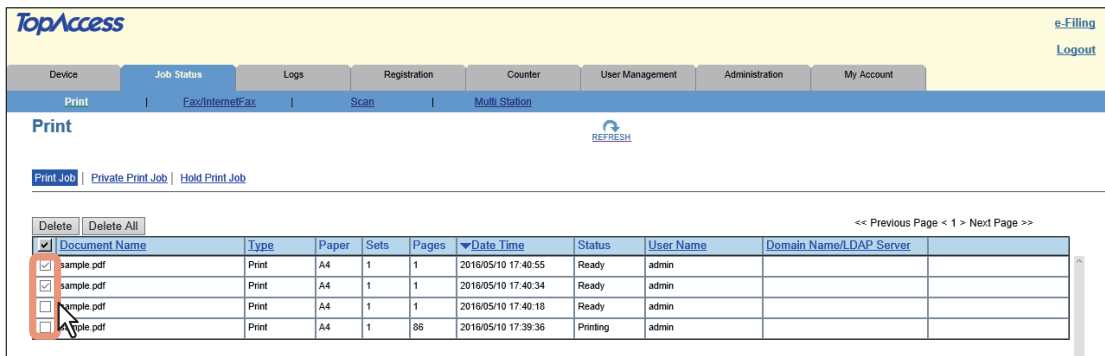 TopAccess
e-Filing
Logout
Device Job Status Logs Registration Counter User Management Administration My Account
Print | Fax/InternetFax | Scan | Multi Station
Print
REFRESH
Print Job | Private Print Job | Hold Print Job
Delete Delete All << Previous Page < 1 > Next Page >>
Document Name Type Paper Sets Pages Date Time Status User Name Domain Name/LDAP Server
sample.pdf Print A4 1 1 2016/05/10 17:40:55 Ready admin
sample.pdf Print A4 1 1 2016/05/10 17:40:34 Ready admin
sample.pdf Print A4 1 1 2016/05/10 17:40:18 Ready admin
sample.pdf Print A4 1 86 2016/05/10 17:39:36 Printing admin